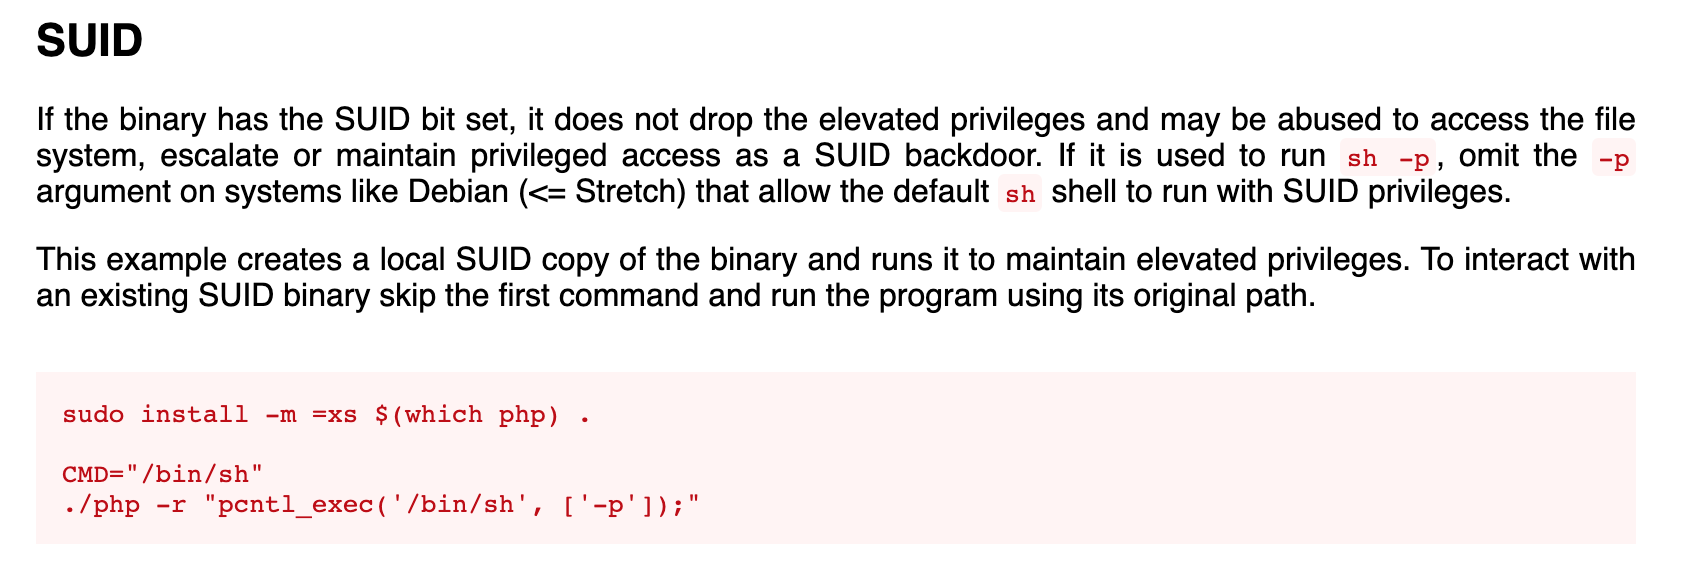 SUID
If the binary has the SUID bit set, it does not drop the elevated privileges and may be abused to access the file
system, escalate or maintain privileged access as a SUID backdoor. If it is used to run sh -p, omit the -p
argument on systems like Debian (<= Stretch) that allow the default sh shell to run with SUID privileges.
This example creates a local SUID copy of the binary and runs it to maintain elevated privileges. To interact with
an existing SUID binary skip the first command and run the program using its original path.
sudo install -m =xs $(which php) .
CMD="/bin/sh"
./php -r "pcntl_exec('/bin/sh', ['-p']);"